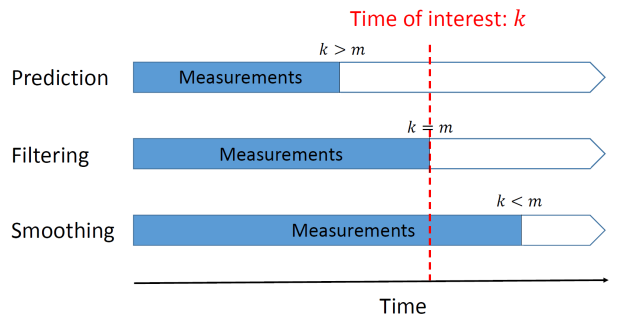 Time of interest: k
k > m
Prediction
Measurements
k = m
Filtering
Measurements
k < m
Smoothing
Measurements
Time